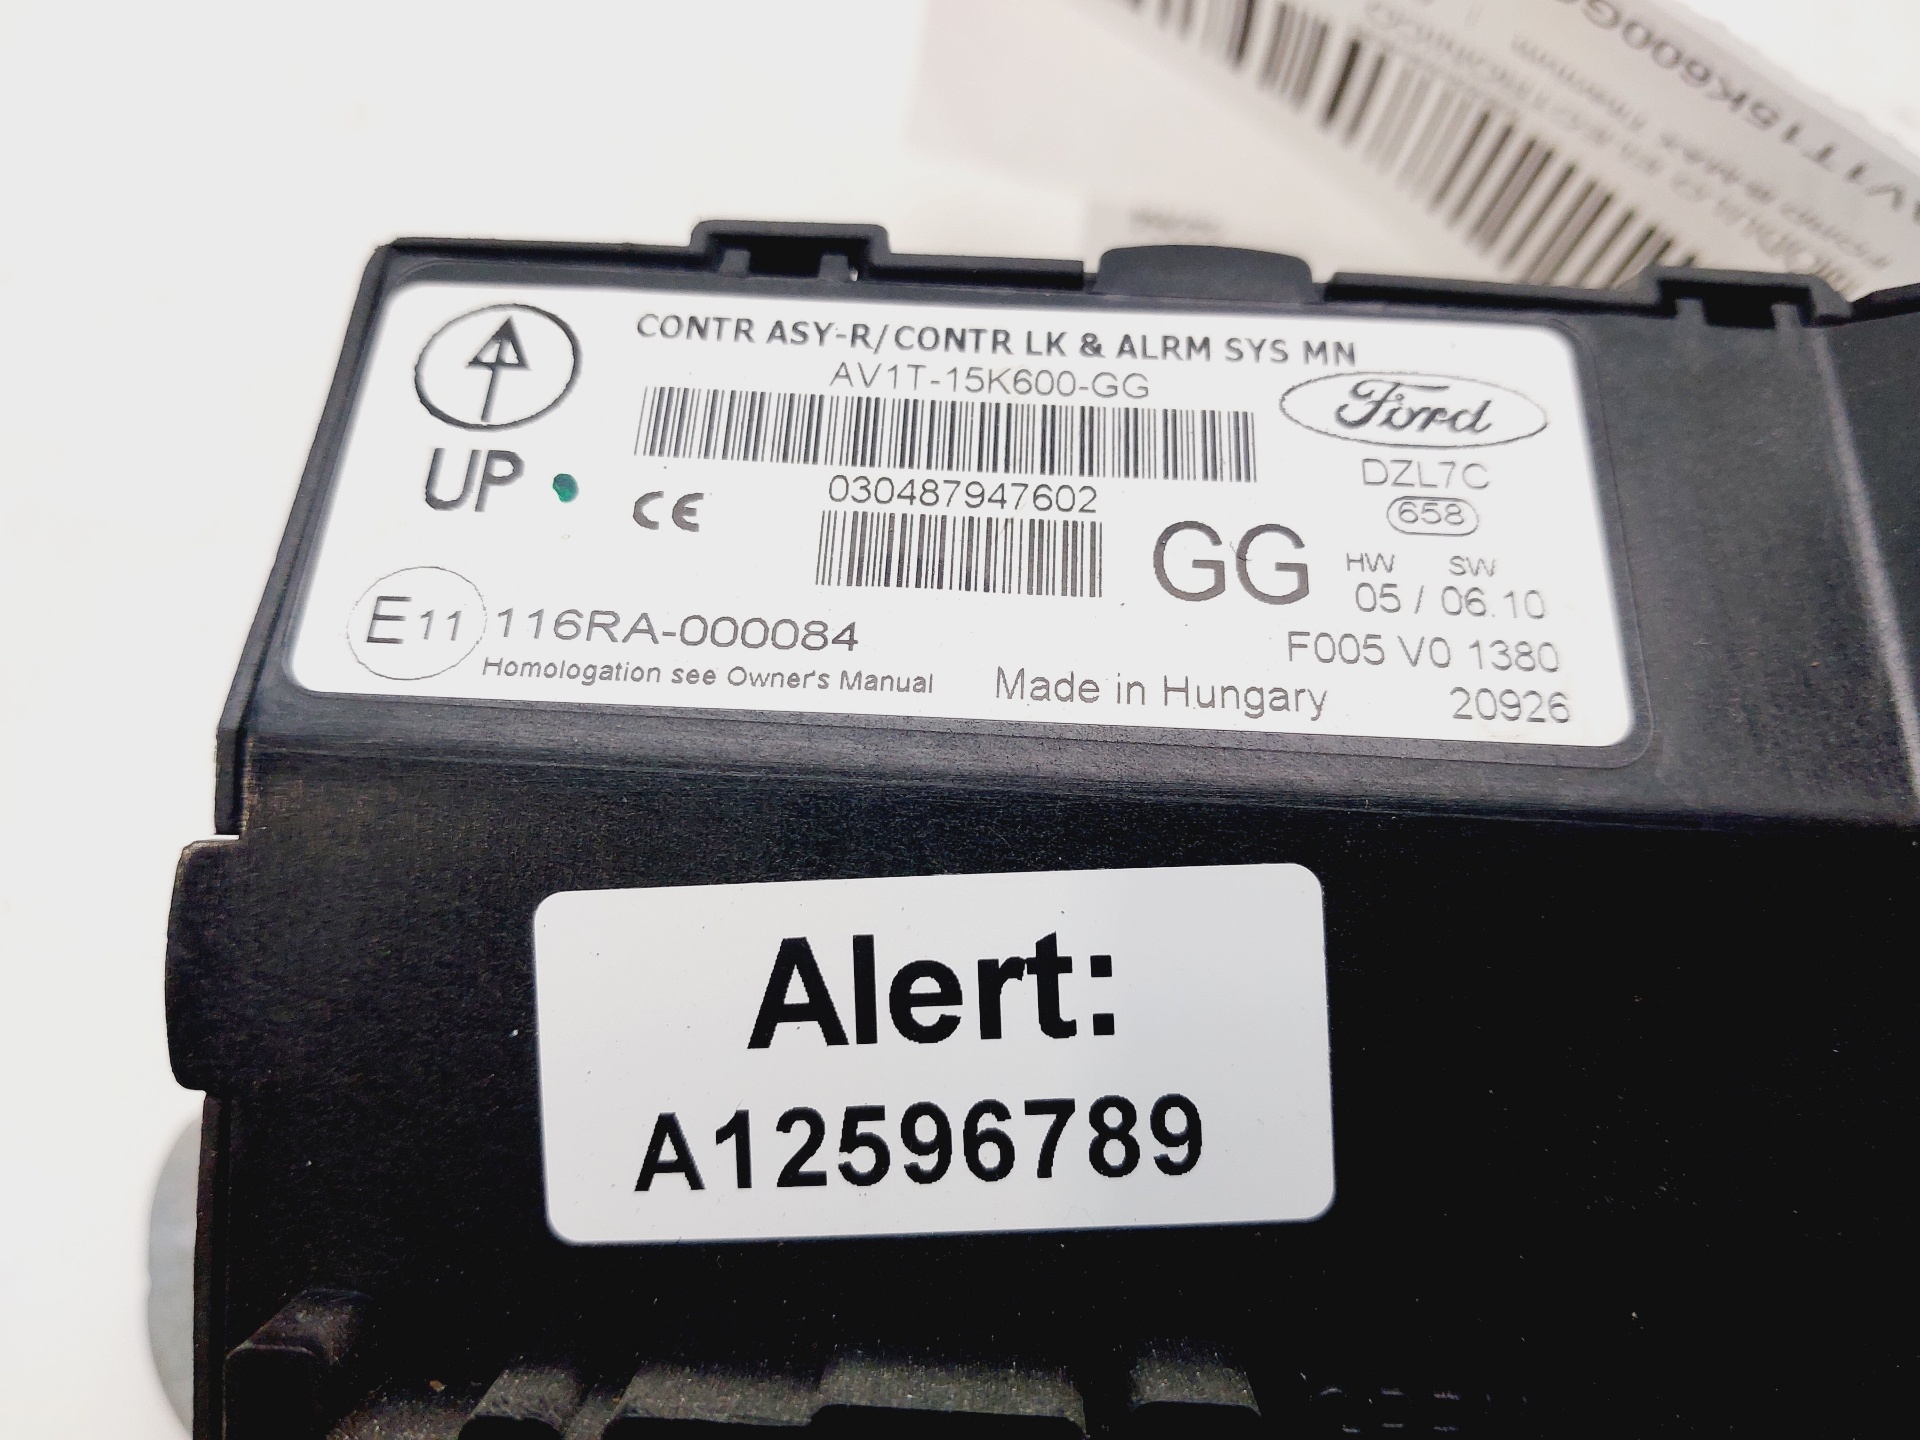 AV1T15K600G
CONTR ASY-R/CONTR LK & ALRM SYS MN
AV1T-15K600-GG
Ford
UP
CE
030487947602
DZL7C
658
GG
HW SW
05 / 06.10
E11 116RA-000084
F005 V0 1380
Homologation see Owner's Manual
Made in Hungary
20926
Alert:
A12596789